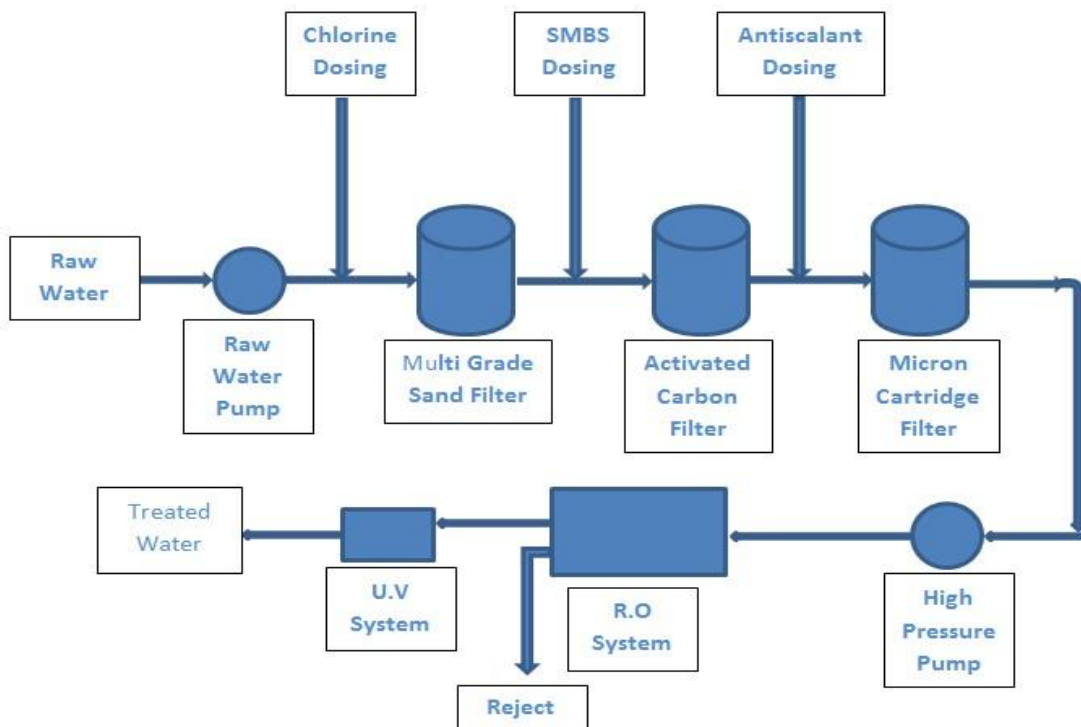 Chlorine
Dosing
SMBS
Dosing
Antiscalant
Dosing
Raw
Water
Raw
Water
Pump
Multi Grade
Sand Filter
Activated
Carbon
Filter
Micron
Cartridge
Filter
Treated
Water
U.V
System
R.O
System
High
Pressure
Pump
Reject